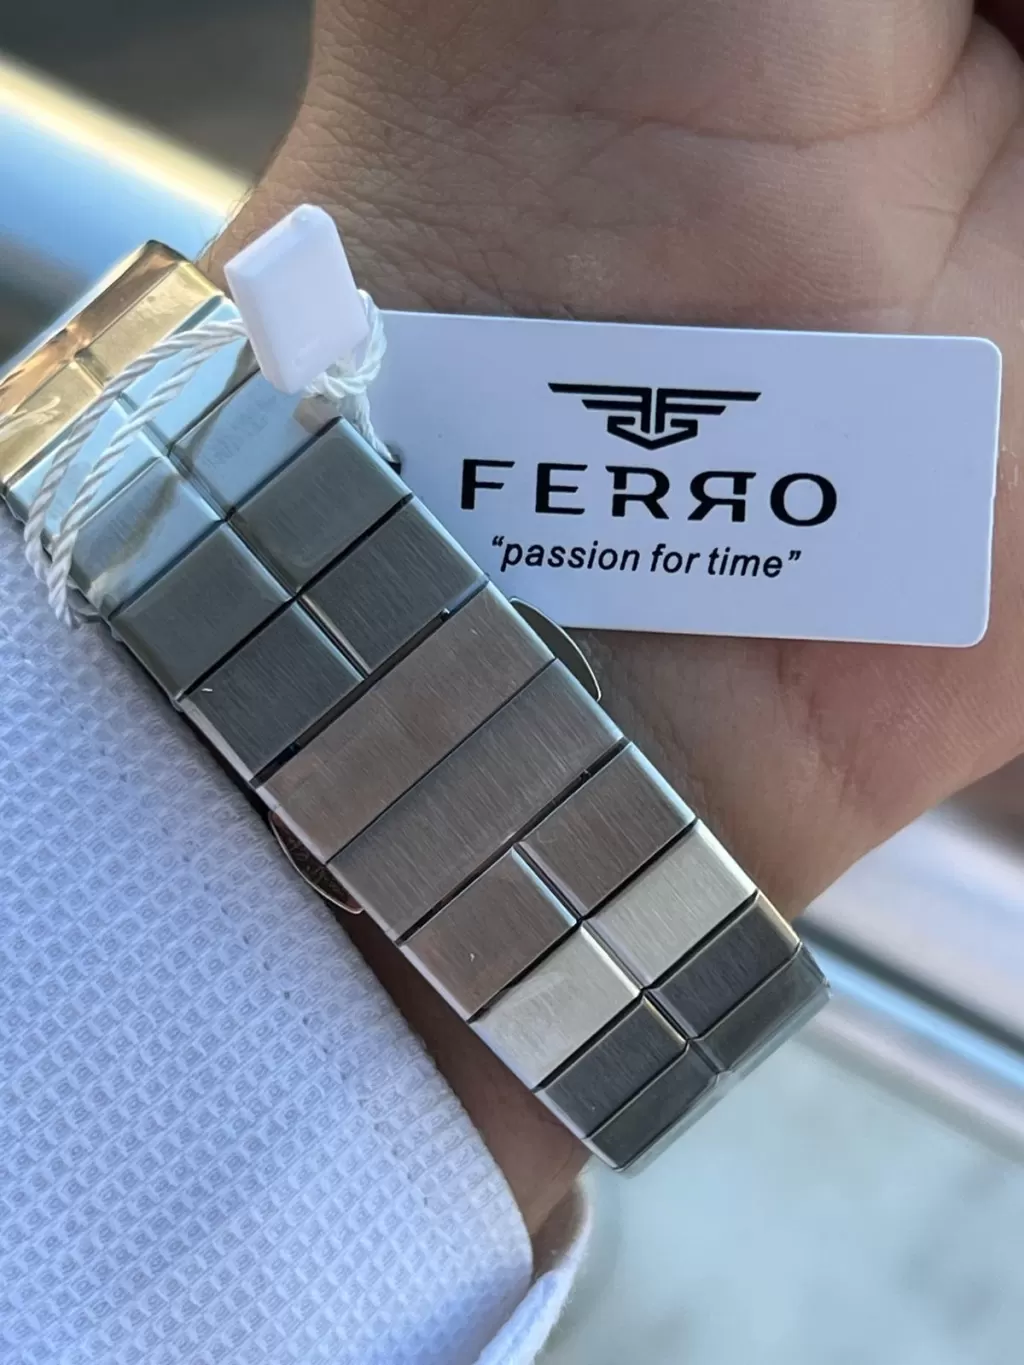 FERRO
“passion for time”